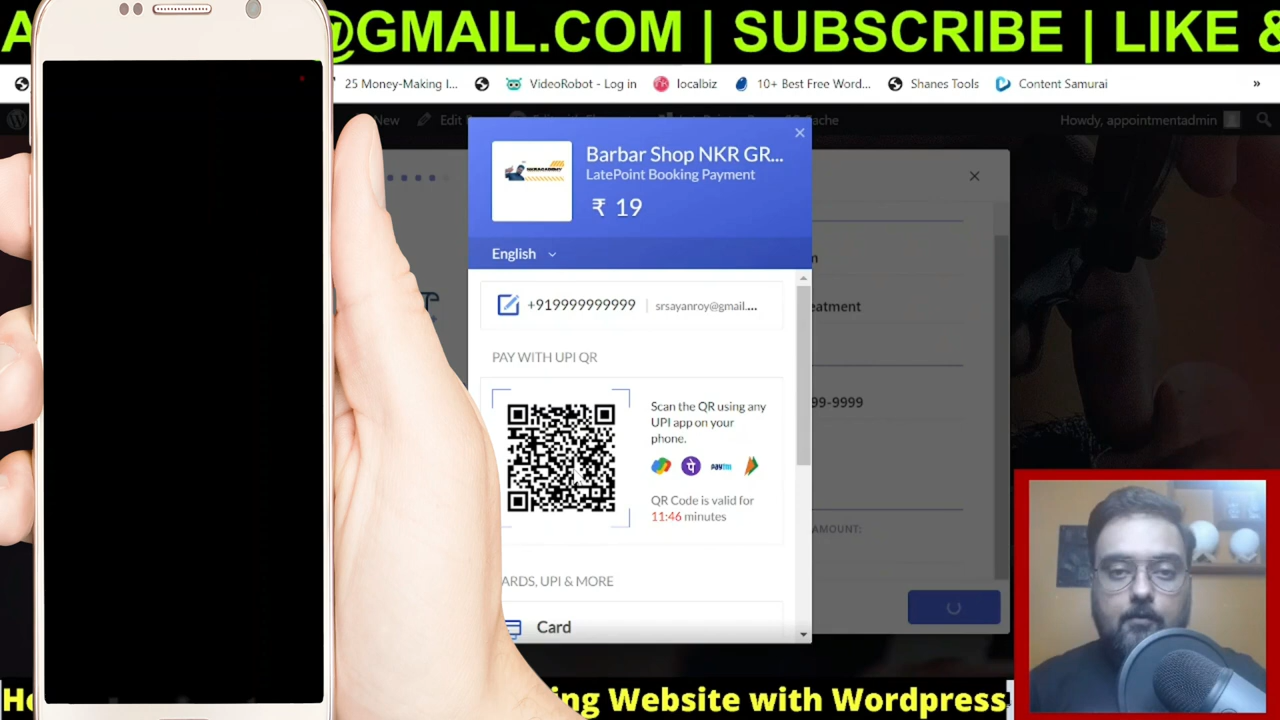 @GMAIL.COM | SUBSCRIBE | LIKE &
25 Money-Making I... VideoRobot - Log in localbiz 10+ Best Free Word... Shanes Tools Content Samurai »
New Edit Howdy, appointmentadmin
Barbar Shop NKR GR...
LatePoint Booking Payment
₹ 19
English
+919999999999 | srsayanroy@gmail....
eatment
PAY WITH UPI QR
99-9999
Scan the QR using any
UPI app on your
phone.
paytm
QR Code is valid for
11:46 minutes
AMOUNT:
ARDS, UPI & MORE
Card
ing Website with Wordpress